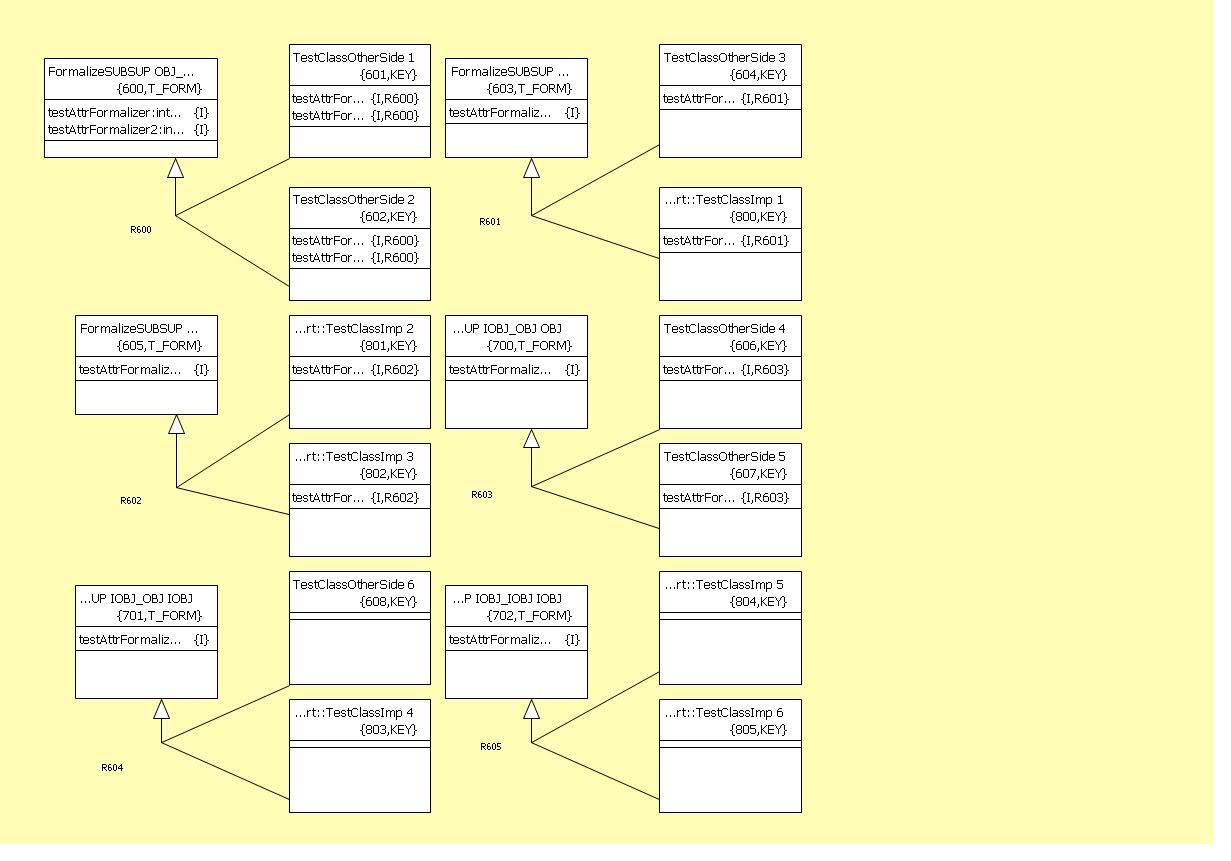 FormalizeSUBSUP OBJ_...
{600,T_FORM}
testAttrFormalizer:int... {I}
testAttrFormalizer2:in... {I}
TestClassOtherSide 1
{601,KEY}
testAttrFor... {I,R600}
testAttrFor... {I,R600}
TestClassOtherSide 2
{602,KEY}
testAttrFor... {I,R600}
testAttrFor... {I,R600}
R600
FormalizeSUBSUP ...
{603,T_FORM}
testAttrFormaliz... {I}
TestClassOtherSide 3
{604,KEY}
testAttrFor... {I,R601}
...rt::TestClassImp 1
{800,KEY}
testAttrFor... {I,R601}
R601
FormalizeSUBSUP ...
{605,T_FORM}
testAttrFormaliz... {I}
...rt::TestClassImp 2
{801,KEY}
testAttrFor... {I,R602}
...rt::TestClassImp 3
{802,KEY}
testAttrFor... {I,R602}
R602
...UP IOBJ_OBJ OBJ
{700,T_FORM}
testAttrFormaliz... {I}
TestClassOtherSide 4
{606,KEY}
testAttrFor... {I,R603}
TestClassOtherSide 5
{607,KEY}
testAttrFor... {I,R603}
R603
...UP IOBJ_OBJ IOBJ
{701,T_FORM}
testAttrFormaliz... {I}
TestClassOtherSide 6
{608,KEY}
...rt::TestClassImp 4
{803,KEY}
R604
...P IOBJ_IOBJ IOBJ
{702,T_FORM}
testAttrFormaliz... {I}
...rt::TestClassImp 5
{804,KEY}
...rt::TestClassImp 6
{805,KEY}
R605